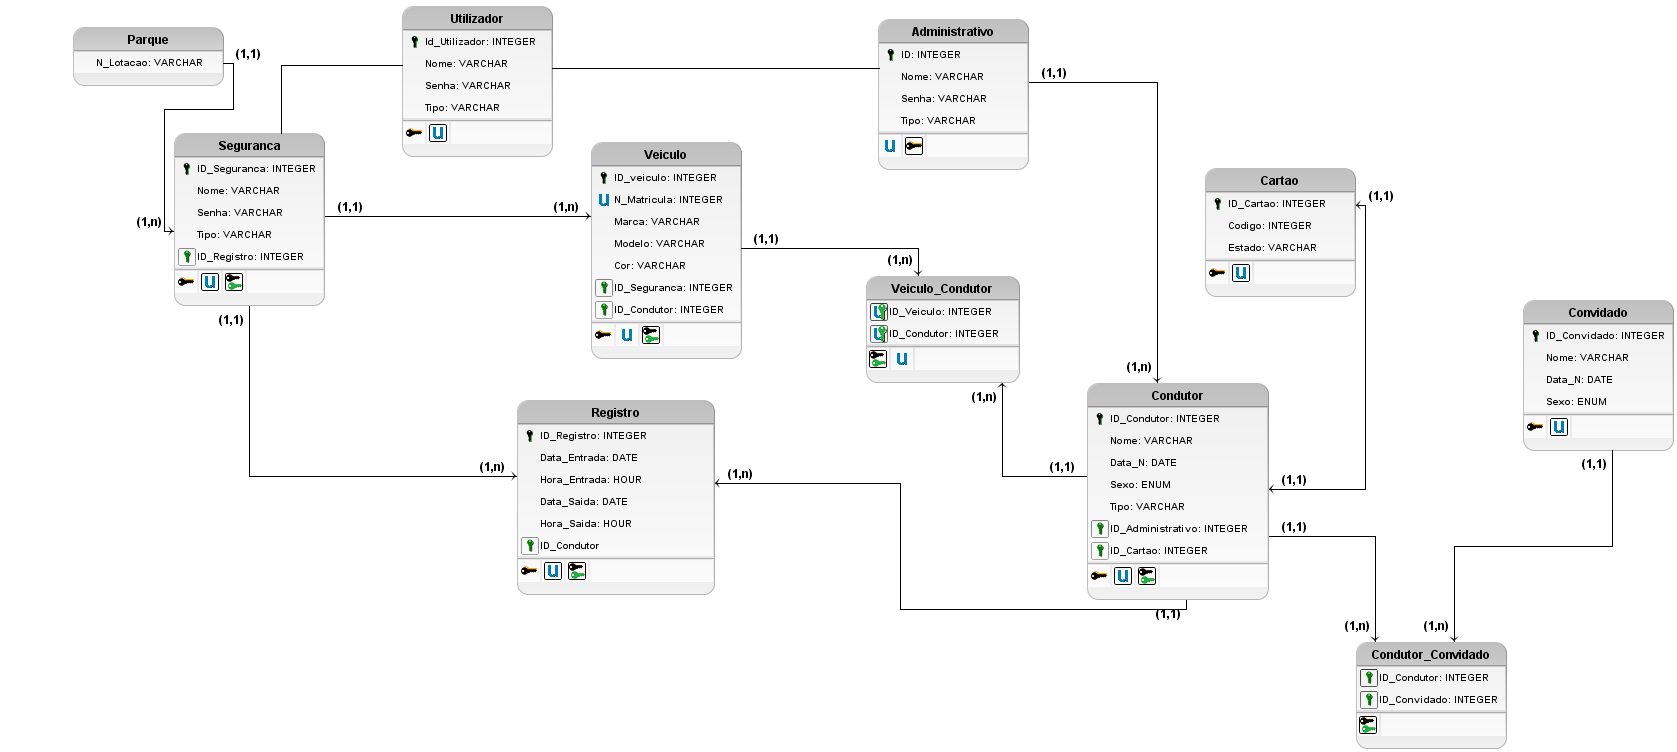 Parque
N_Lotacao: VARCHAR
(1,1)
(1,n)
Utilizador
Id_Utilizador: INTEGER
Nome: VARCHAR
Senha: VARCHAR
Tipo: VARCHAR
U
Administrativo
ID: INTEGER
Nome: VARCHAR
Senha: VARCHAR
Tipo: VARCHAR
U
(1,1)
(1,n)
Seguranca
ID_Seguranca: INTEGER
Nome: VARCHAR
Senha: VARCHAR
Tipo: VARCHAR
ID_Registro: INTEGER
U
(1,1)
(1,n)
(1,1)
Veiculo
ID_veiculo: INTEGER
U N_Matricula: INTEGER
Marca: VARCHAR
Modelo: VARCHAR
Cor: VARCHAR
ID_Seguranca: INTEGER
ID_Condutor: INTEGER
U
(1,1)
(1,n)
Veiculo_Condutor
U ID_Veiculo: INTEGER
U ID_Condutor: INTEGER
U
(1,n)
(1,1)
Cartao
ID_Cartao: INTEGER
Codigo: INTEGER
Estado: VARCHAR
U
(1,1)
(1,1)
Convidado
ID_Convidado: INTEGER
Nome: VARCHAR
Data_N: DATE
Sexo: ENUM
U
(1,1)
Registro
ID_Registro: INTEGER
Data_Entrada: DATE
Hora_Entrada: HOUR
Data_Saida: DATE
Hora_Saida: HOUR
ID_Condutor
U
(1,n)
(1,n)
Condutor
ID_Condutor: INTEGER
Nome: VARCHAR
Data_N: DATE
Sexo: ENUM
Tipo: VARCHAR
ID_Administrativo: INTEGER
ID_Cartao: INTEGER
U
(1,1)
(1,1)
(1,n)
(1,n)
Condutor_Convidado
ID_Condutor: INTEGER
ID_Convidado: INTEGER